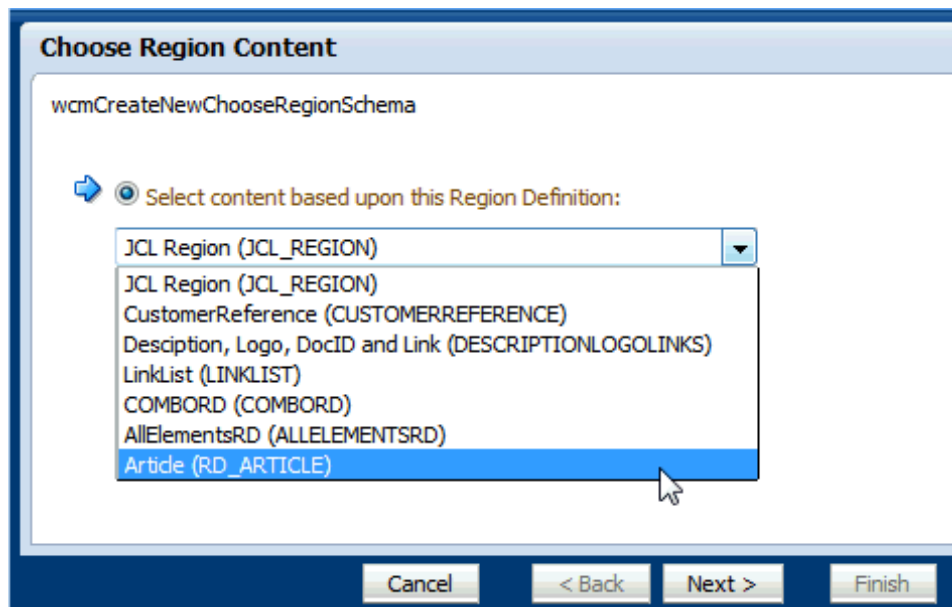 Choose Region Content
wcmCreateNewChooseRegionSchema
Select content based upon this Region Definition:
JCL Region (JCL_REGION)
JCL Region (JCL_REGION)
CustomerReference (CUSTOMERREFERENCE)
Desciption, Logo, DocID and Link (DESCRIPTIONLOGOLINKS)
LinkList (LINKLIST)
COMBORD (COMBORD)
AllElementsRD (ALLELEMENTSRD)
Article (RD_ARTICLE)
Cancel < Back Next > Finish